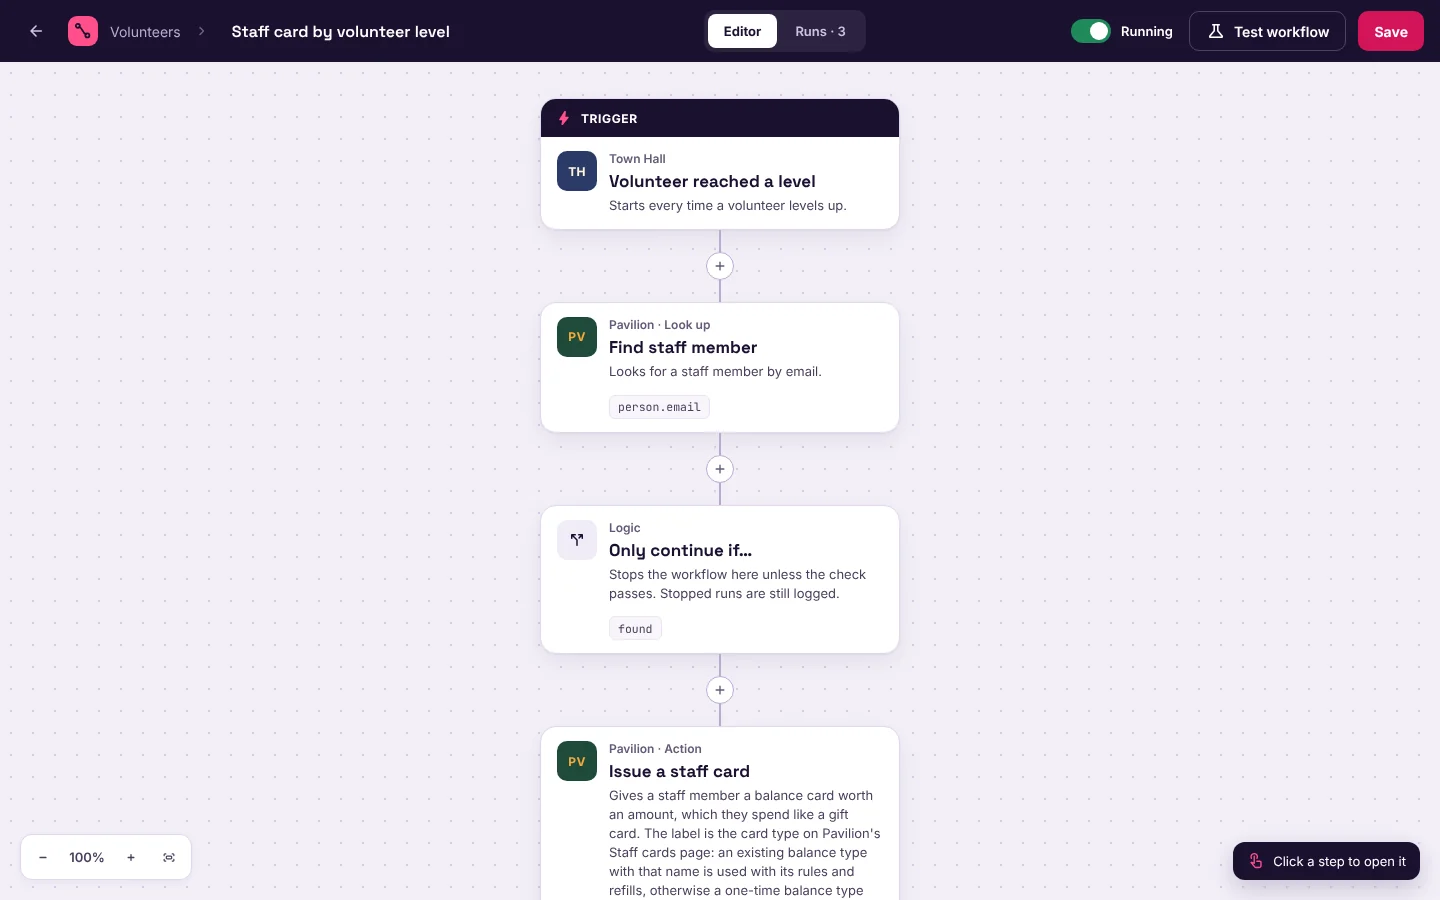 Volunteers
Staff card by volunteer level
Editor
Runs · 3
Running
Test workflow
Save
TRIGGER
TH
Town Hall
Volunteer reached a level
Starts every time a volunteer levels up.
+
PV
Pavilion · Look up
Find staff member
Looks for a staff member by email.
person.email
+
Logic
Only continue if...
Stops the workflow here unless the check
passes. Stopped runs are still logged.
found
+
PV
Pavilion · Action
Issue a staff card
Gives a staff member a balance card worth
an amount, which they spend like a gift
card. The label is the card type on Pavilion's
Staff cards page: an existing balance type
with that name is used with its rules and
refills, otherwise a one-time balance type
− 100% +
Click a step to open it